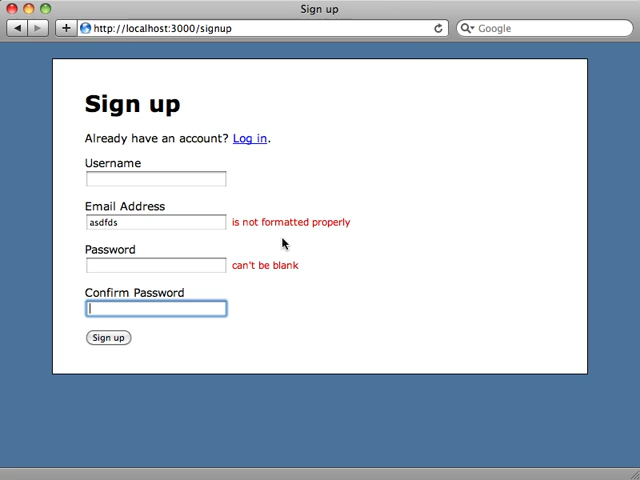 Sign up
http://localhost:3000/signup
Google
Sign up
Already have an account? Log in.
Username
Email Address
asdfds is not formatted properly
Password
can't be blank
Confirm Password
Sign up